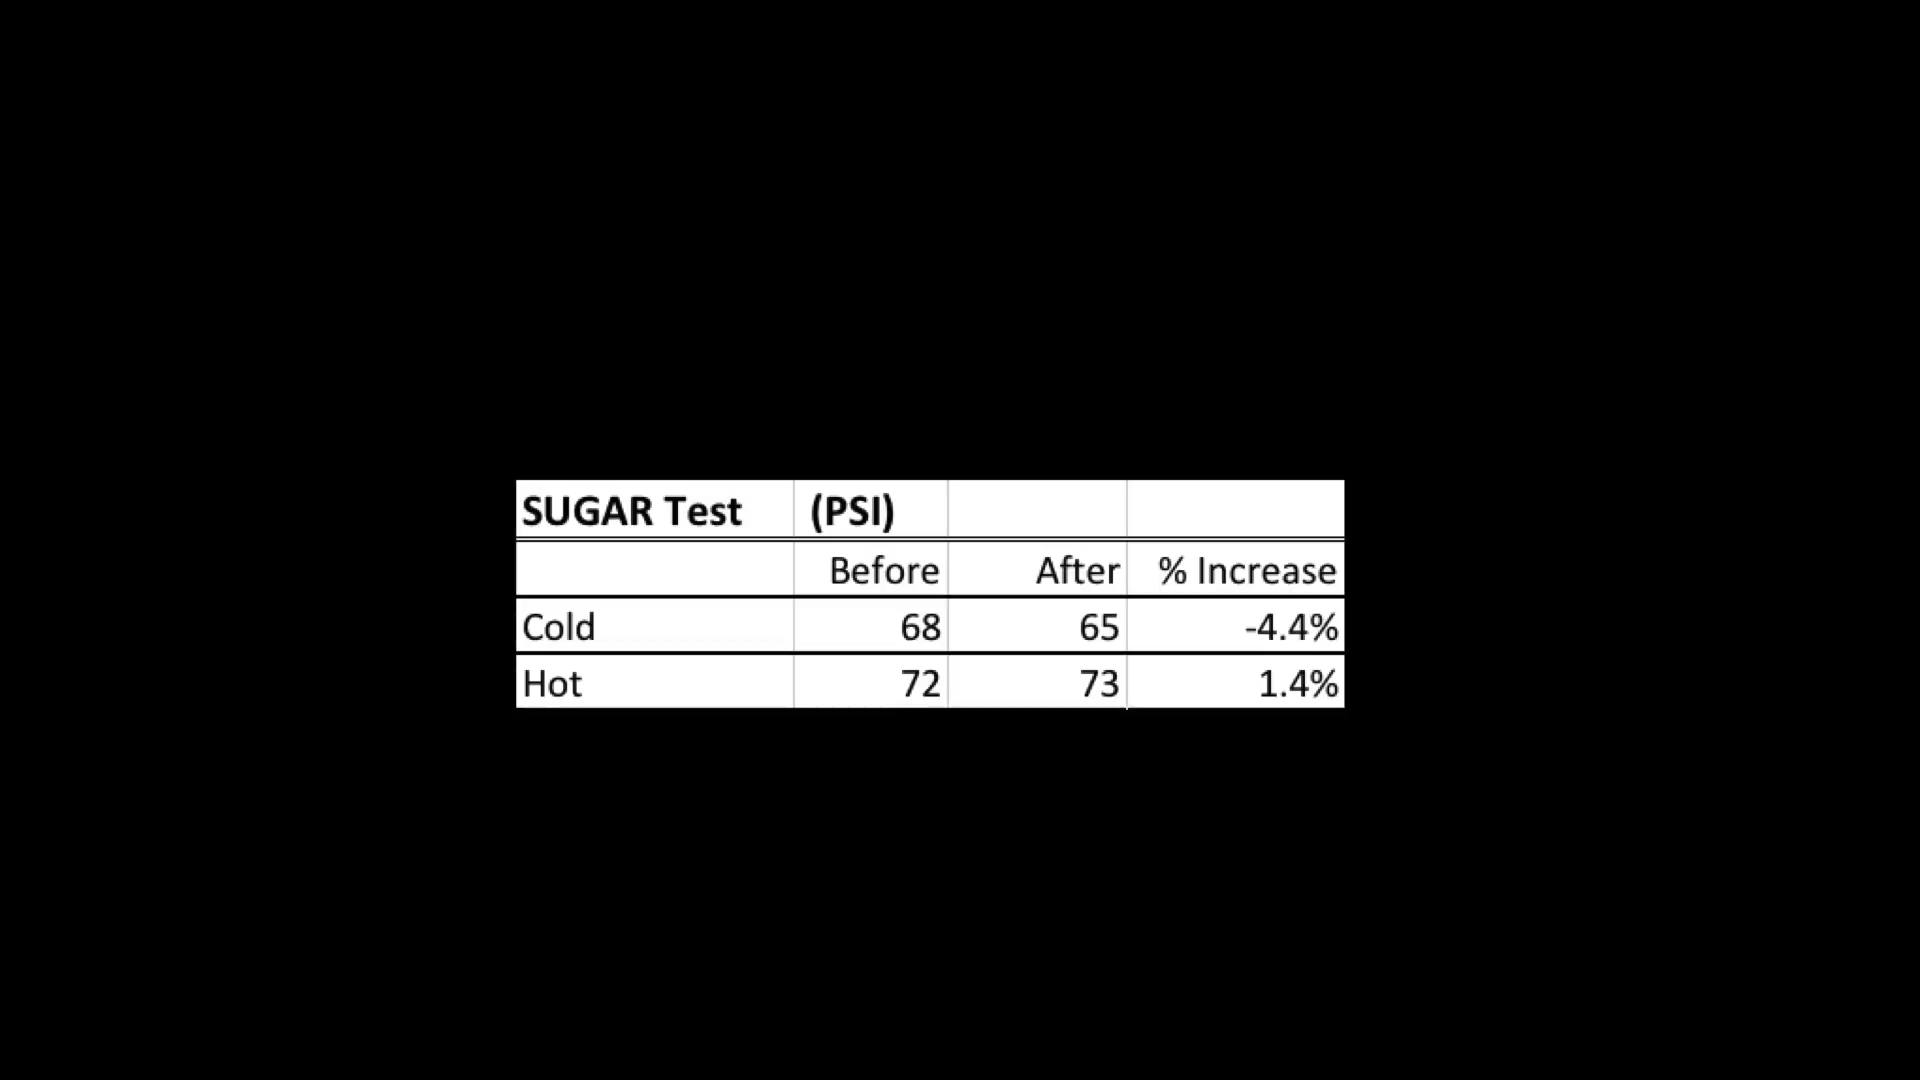 SUGAR Test (PSI)
Before After % Increase
Cold 68 65 -4.4%
Hot 72 73 1.4%